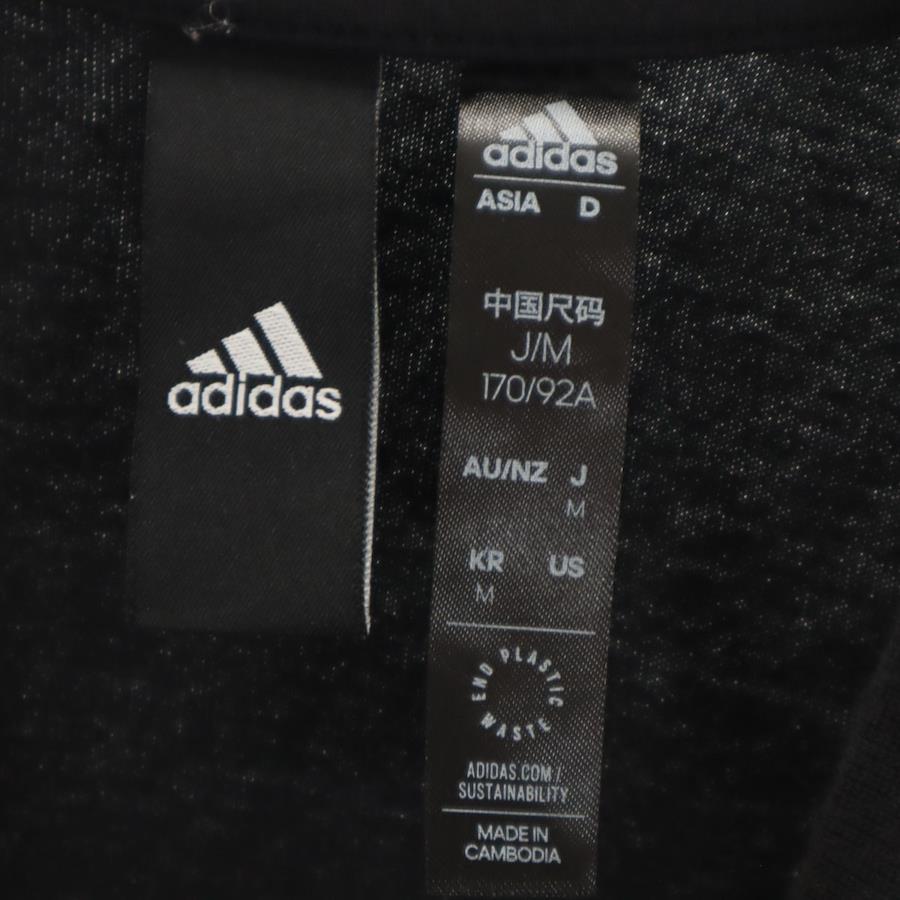 adidas
adidas
ASIA D
中国尺码
J/M
170/92A
AU/NZ J
M
KR US
M
END PLASTIC WASTE
ADIDAS.COM/
SUSTAINABILITY
MADE IN
CAMBODIA